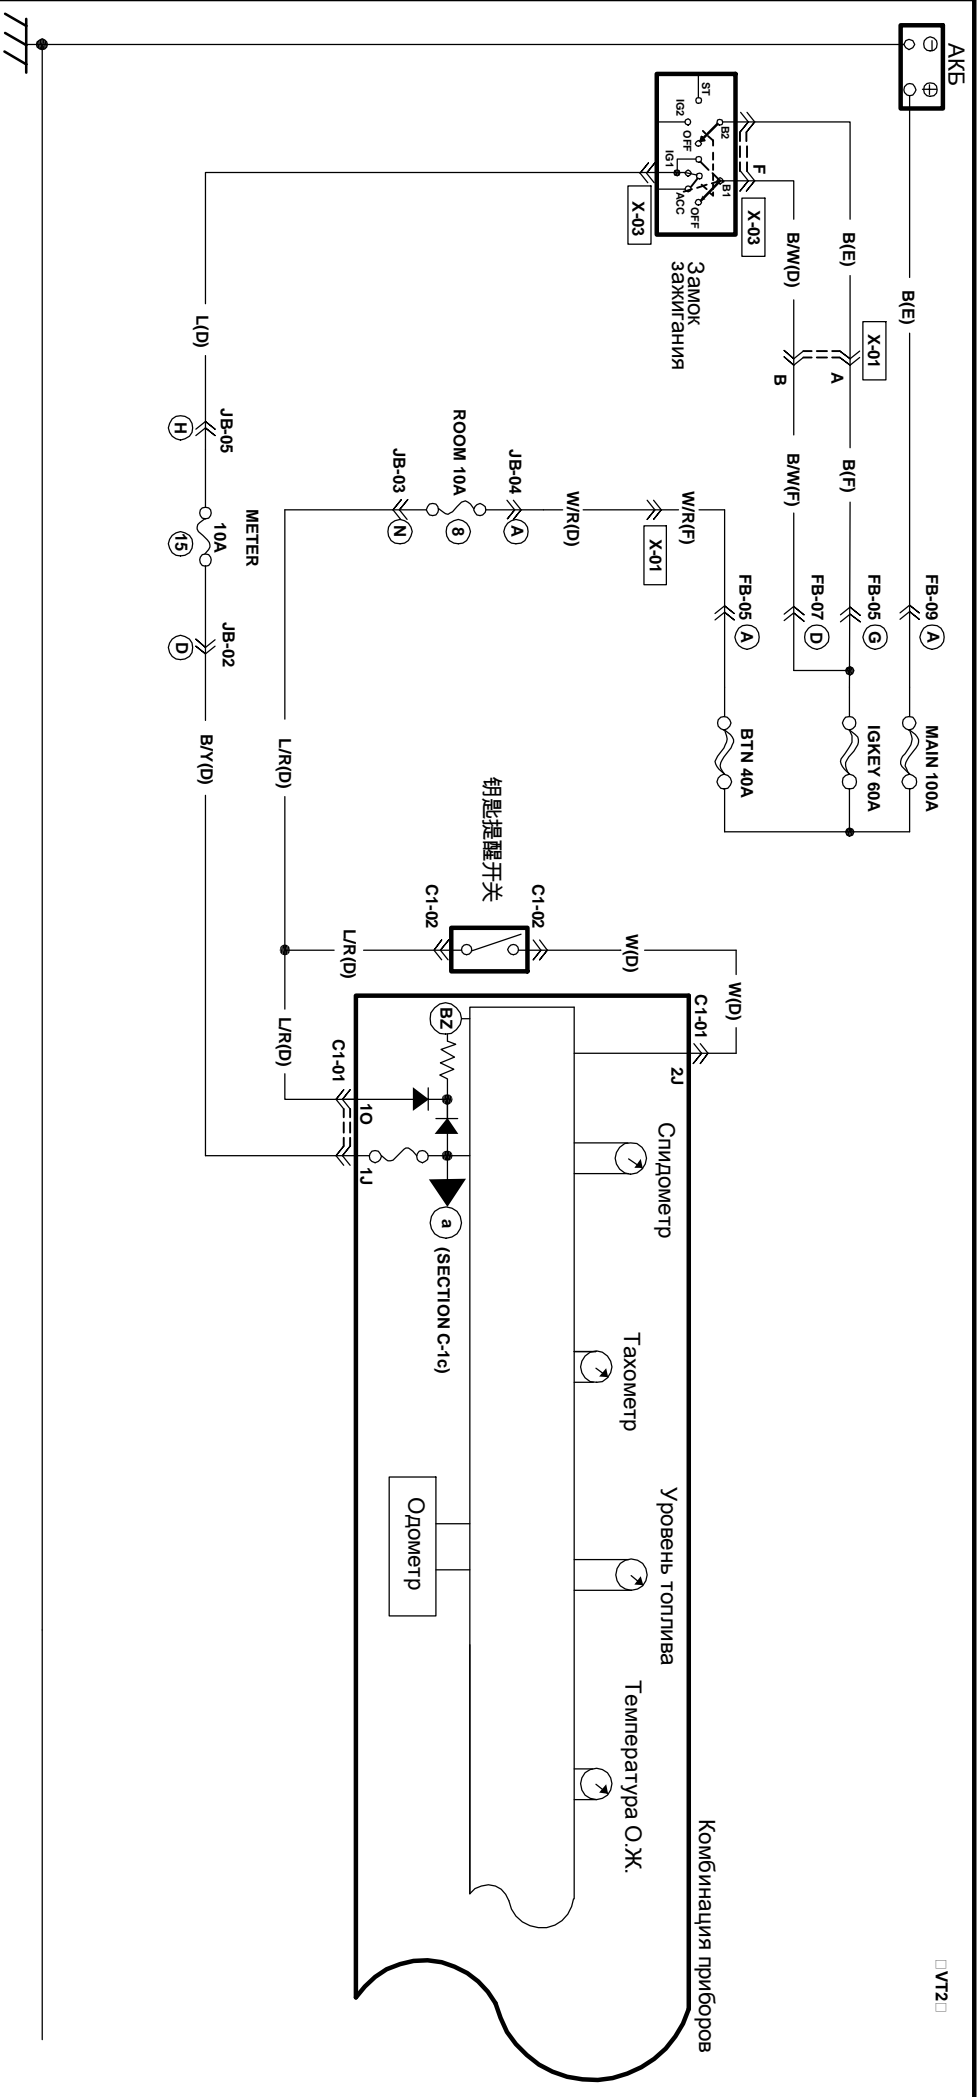 АКБ
B(E)
FB-09
A
MAIN 100A
B(E)
X-01
A
B(F)
FB-05
G
IGKEY 60A
B/W(D)
B
B/W(F)
FB-07
D
F
X-03
ST
B2
IG2
OFF
B1
IG1
OFF
ACC
X-03
Замок
зажигания
FB-05
A
BTN 40A
W/R(F)
X-01
W/R(D)
JB-04
A
ROOM 10A
8
JB-03
N
L(D)
JB-05
H
METER
10A
15
JB-02
D
B/Y(D)
L/R(D)
钥匙提醒开关
C1-02
C1-02
W(D)
W(D)
L/R(D)
L/R(D)
C1-01
2J
C1-01
1O
1J
BZ
a
(SECTION C-1c)
Спидометр
Тахометр
Уровень топлива
Температура О.Ж.
Одометр
Комбинация приборов
□VT2□